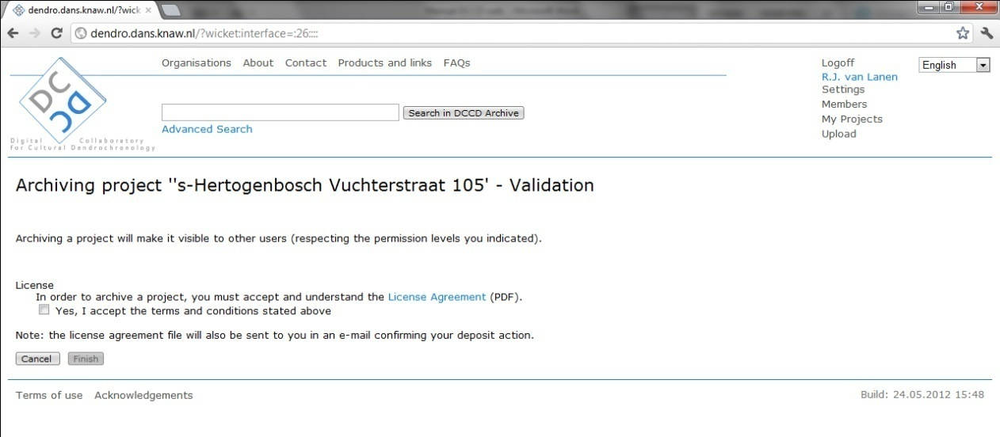 dendro.dans.knaw.nl/?wick
dendro.dans.knaw.nl/?wicket:interface=:26::::
DC
CD
Digital Collaboratory
for Cultural Dendrochronology
Organisations About Contact Products and links FAQs
Search in DCCD Archive
Advanced Search
Logoff
R.J. van Lanen
Settings
Members
My Projects
Upload
English
Archiving project ''s-Hertogenbosch Vuchterstraat 105' - Validation
Archiving a project will make it visible to other users (respecting the permission levels you indicated).
License
In order to archive a project, you must accept and understand the License Agreement (PDF).
Yes, I accept the terms and conditions stated above
Note: the license agreement file will also be sent to you in an e-mail confirming your deposit action.
Cancel Finish
Terms of use Acknowledgements
Build: 24.05.2012 15:48